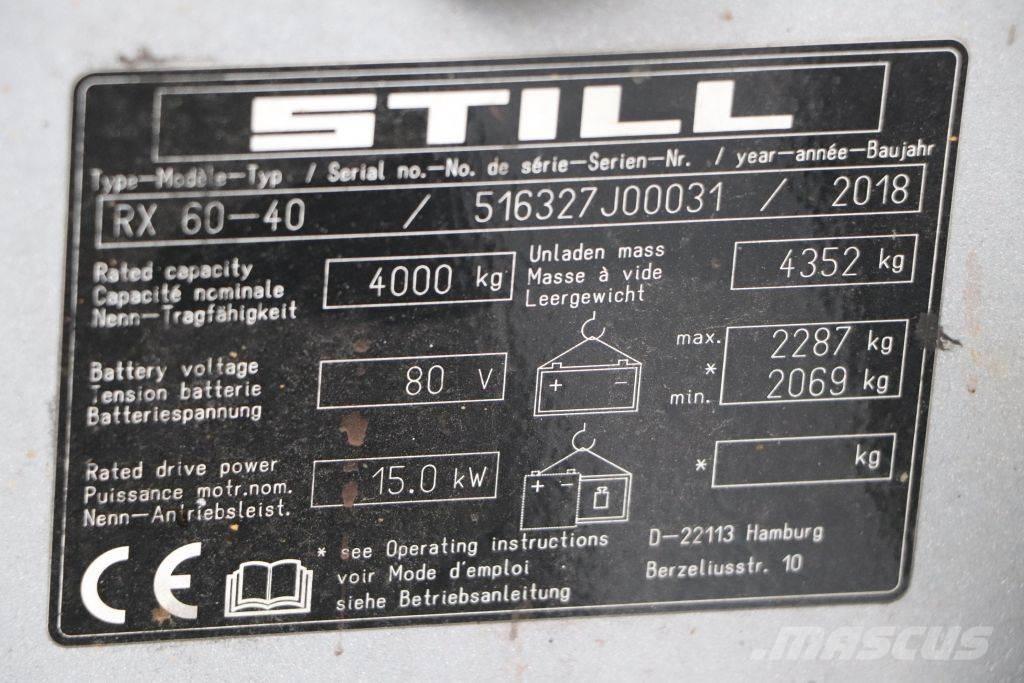 STILL
Type-Modèle-Typ / Serial no.-No. de série-Serien-Nr. / year-année-Baujahr
RX 60-40 / 516327J00031 / 2018
Rated capacity
Capacité nominale
Nenn-Tragfähigkeit
4000 kg
Unladen mass
Masse à vide
Leergewicht
4352 kg
Battery voltage
Tension batterie
Batteriespannung
80 V
+ -
max. 2287 kg
*
min. 2069 kg
Rated drive power
Puissance motr.nom.
Nenn-Antriebsleist.
15.0 kW
+ -
* kg
CE
* see Operating instructions
voir Mode d'emploi
siehe Betriebsanleitung
D-22113 Hamburg
Berzeliusstr. 10
MASCUS